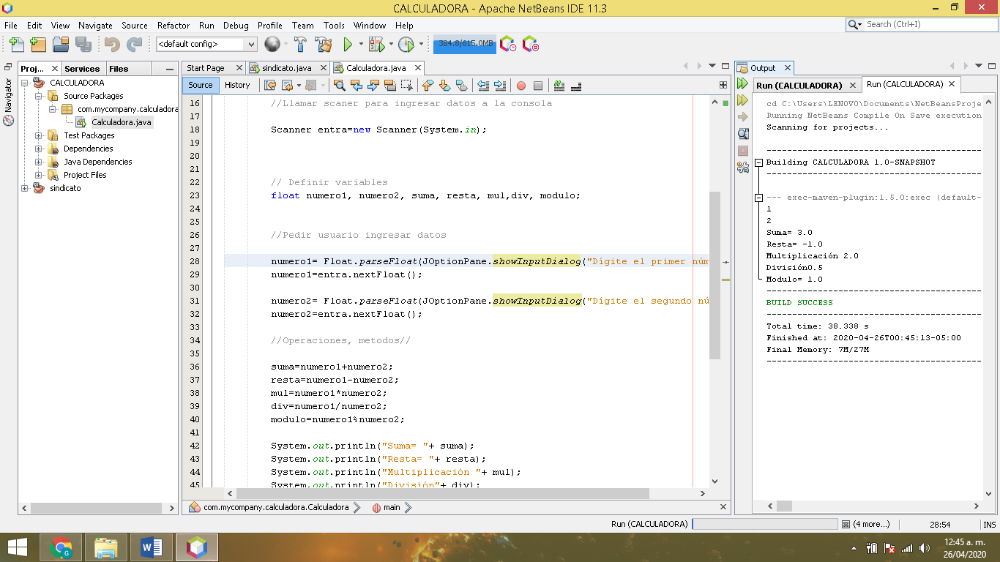 CALCULADORA - Apache NetBeans IDE 11.3
File Edit View Navigate Source Refactor Run Debug Profile Team Tools Window Help
Search (Ctrl+I)
<default config>
384.8/615.0MB
Proj... Services Files
Navigator
CALCULADORA
Source Packages
com.mycompany.calculadora
Calculadora.java
Test Packages
Dependencies
Java Dependencies
Project Files
sindicato
Start Page sindicato.java Calculadora.java
Source History
16 //Llamar scaner para ingresar datos a la consola
17
18 Scanner entra=new Scanner(System.in);
19
20
21
22 // Definir variables
23 float numero1, numero2, suma, resta, mul,div, modulo;
24
25
26 //Pedir usuario ingresar datos
27
28 numero1= Float.parseFloat(JOptionPane.showInputDialog("Dígite el primer núm
29 numero1=entra.nextFloat();
30
31 numero2= Float.parseFloat(JOptionPane.showInputDialog("Dígite el segundo nú
32 numero2=entra.nextFloat();
33
34 //Operaciones, metodos//
35
36 suma=numero1+numero2;
37 resta=numero1-numero2;
38 mul=numero1*numero2;
39 div=numero1/numero2;
40 modulo=numero1%numero2;
41
42 System.out.println("Suma= "+ suma);
43 System.out.println("Resta= "+ resta);
44 System.out.println("Multiplicación "+ mul);
45 System.out.println("División"+ div);
com.mycompany.calculadora.Calculadora main
Output
Run (CALCULADORA) Run (CALCULADORA)
cd C:\Users\LENOVO\Documents\NetBeansProje
Running NetBeans Compile On Save execution
Scanning for projects...
------------------------------------
Building CALCULADORA 1.0-SNAPSHOT
------------------------------------
--- exec-maven-plugin:1.5.0:exec (default-
1
2
Suma= 3.0
Resta= -1.0
Multiplicación 2.0
División0.5
Modulo= 1.0
------------------------------------
BUILD SUCCESS
------------------------------------
Total time: 38.338 s
Finished at: 2020-04-26T00:45:13-05:00
Final Memory: 7M/27M
------------------------------------
Run (CALCULADORA) (4 more...) 28:54 INS
12:45 a. m.
26/04/2020